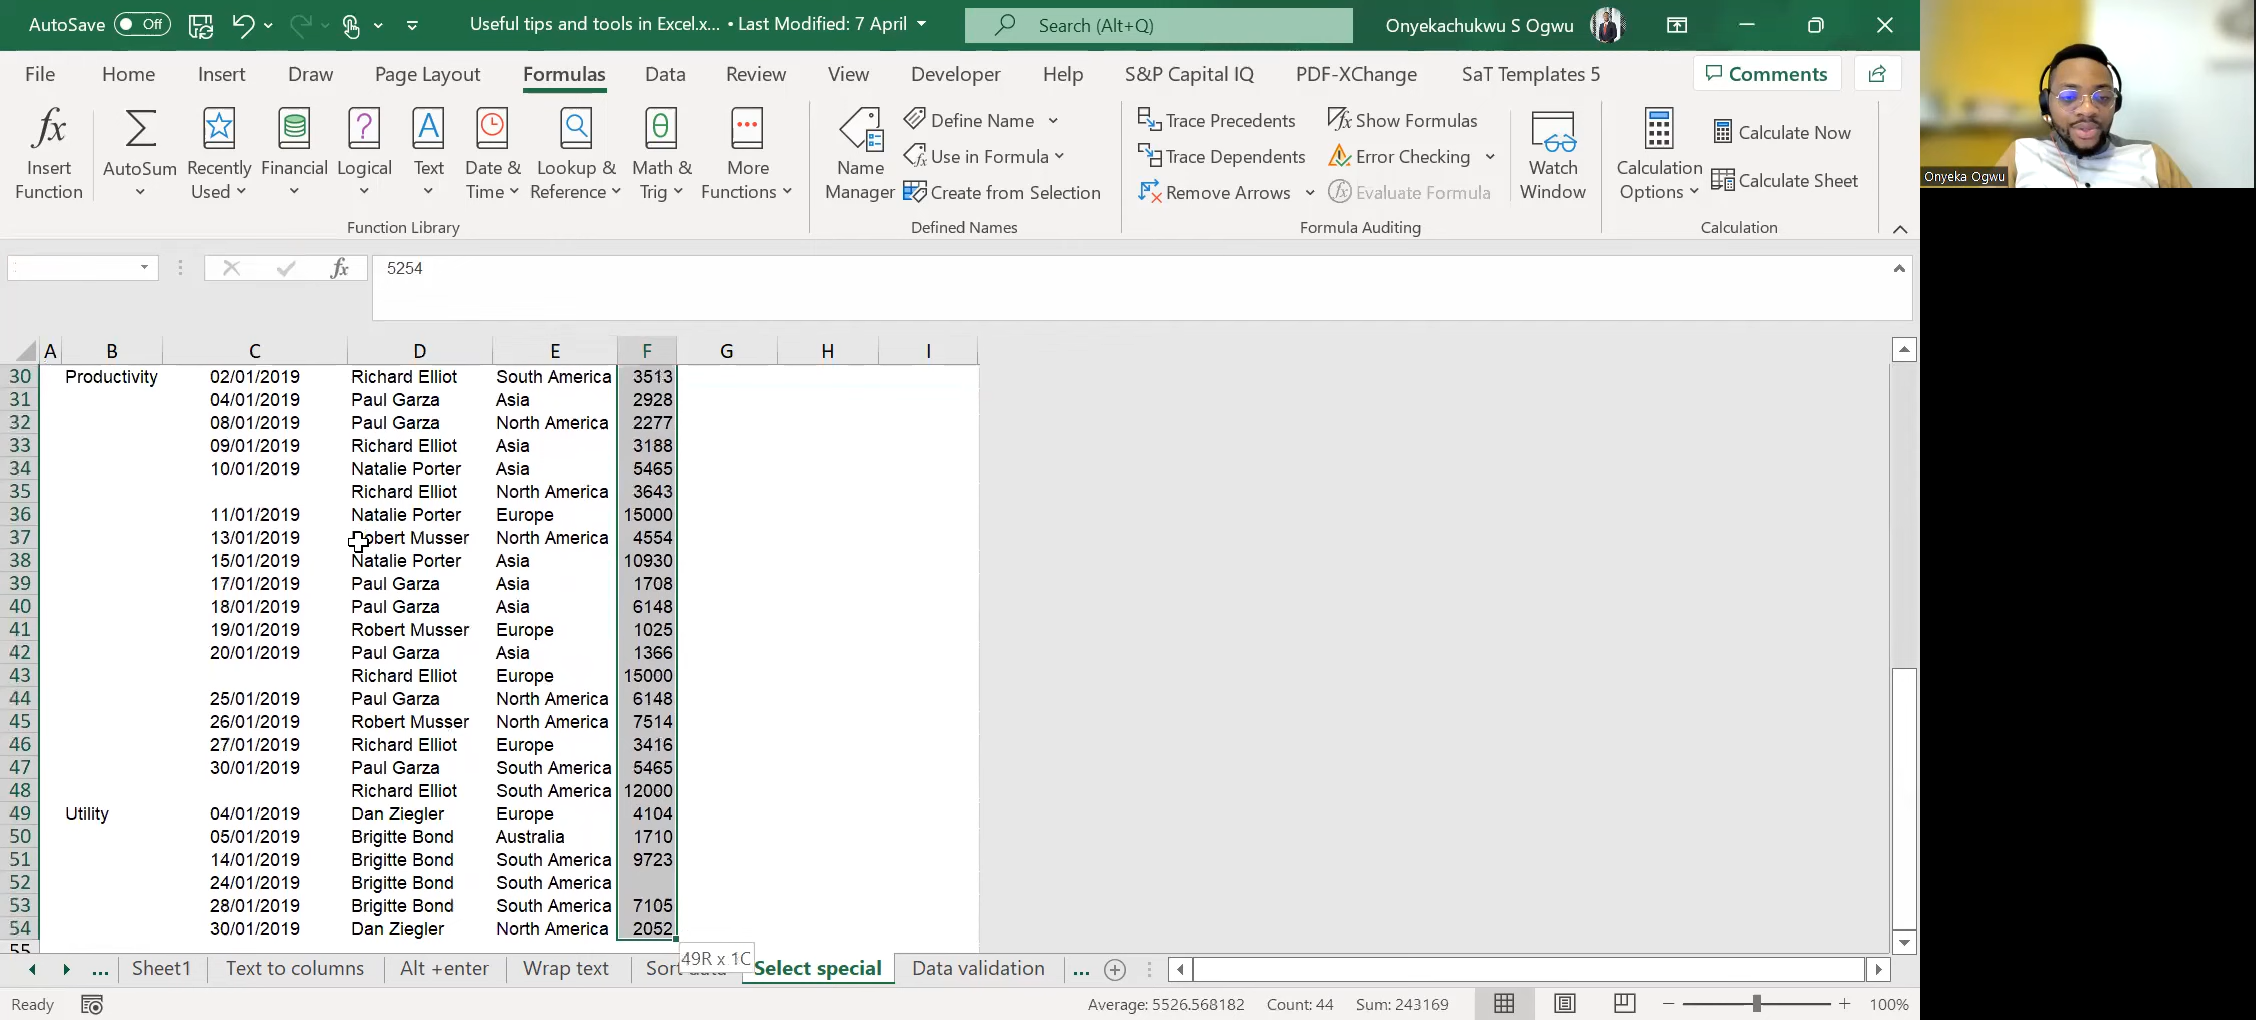 AutoSave Off Useful tips and tools in Excel.x... • Last Modified: 7 April Search (Alt+Q) Onyekachukwu S Ogwu
File Home Insert Draw Page Layout Formulas Data Review View Developer Help S&P Capital IQ PDF-XChange SaT Templates 5 Comments
Insert Function AutoSum Recently Used Financial Logical Text Date & Time Lookup & Reference Math & Trig More Functions
Name Manager Define Name Use in Formula Create from Selection
Trace Precedents Trace Dependents Remove Arrows Show Formulas Error Checking Evaluate Formula Watch Window
Calculation Options Calculate Now Calculate Sheet
Function Library Defined Names Formula Auditing Calculation
fx 5254
A B C D E F G H I
30 Productivity 02/01/2019 Richard Elliot South America 3513
31 04/01/2019 Paul Garza Asia 2928
32 08/01/2019 Paul Garza North America 2277
33 09/01/2019 Richard Elliot Asia 3188
34 10/01/2019 Natalie Porter Asia 5465
35 Richard Elliot North America 3643
36 11/01/2019 Natalie Porter Europe 15000
37 13/01/2019 Robert Musser North America 4554
38 15/01/2019 Natalie Porter Asia 10930
39 17/01/2019 Paul Garza Asia 1708
40 18/01/2019 Paul Garza Asia 6148
41 19/01/2019 Robert Musser Europe 1025
42 20/01/2019 Paul Garza Asia 1366
43 Richard Elliot Europe 15000
44 25/01/2019 Paul Garza North America 6148
45 26/01/2019 Robert Musser North America 7514
46 27/01/2019 Richard Elliot Europe 3416
47 30/01/2019 Paul Garza South America 5465
48 Richard Elliot South America 12000
49 Utility 04/01/2019 Dan Ziegler Europe 4104
50 05/01/2019 Brigitte Bond Australia 1710
51 14/01/2019 Brigitte Bond South America 9723
52 24/01/2019 Brigitte Bond South America
53 28/01/2019 Brigitte Bond South America 7105
54 30/01/2019 Dan Ziegler North America 2052
55
49R x 1C
... Sheet1 Text to columns Alt +enter Wrap text Sort data Select special Data validation ...
Ready Average: 5526.568182 Count: 44 Sum: 243169 100%
Onyeka Ogwu